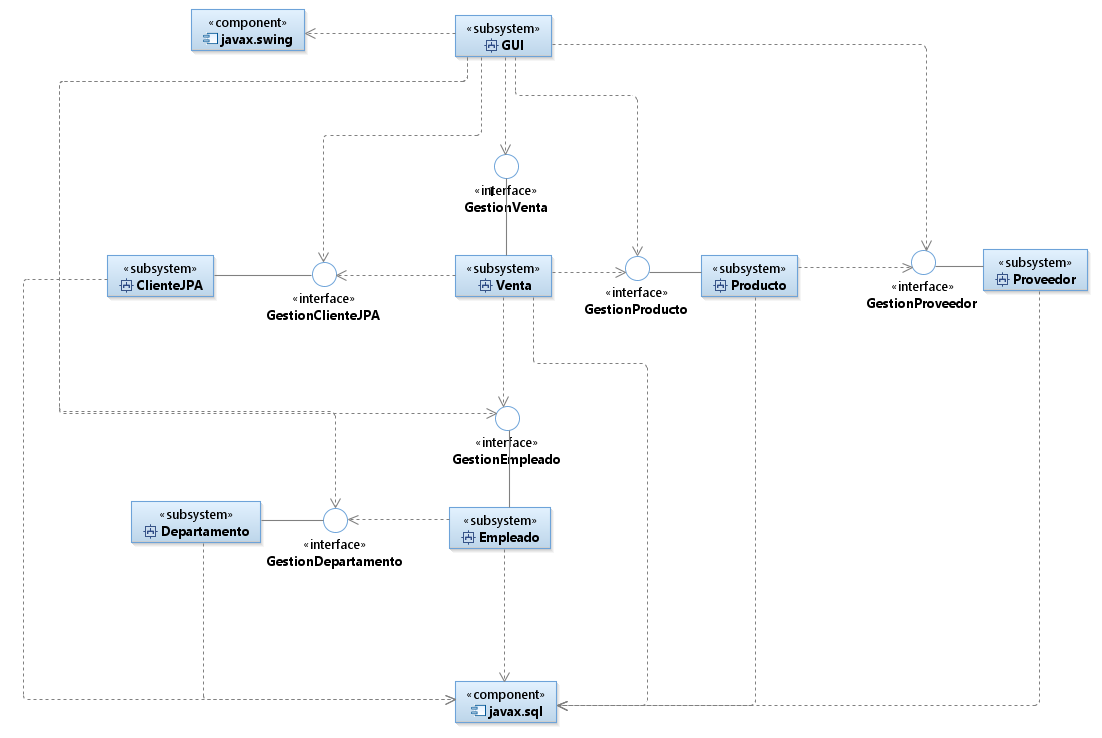 «component»
javax.swing
«subsystem»
GUI
«interface»
GestionVenta
«subsystem»
ClienteJPA
«interface»
GestionClienteJPA
«subsystem»
Venta
«interface»
GestionProducto
«subsystem»
Producto
«interface»
GestionProveedor
«subsystem»
Proveedor
«interface»
GestionEmpleado
«subsystem»
Departamento
«interface»
GestionDepartamento
«subsystem»
Empleado
«component»
javax.sql